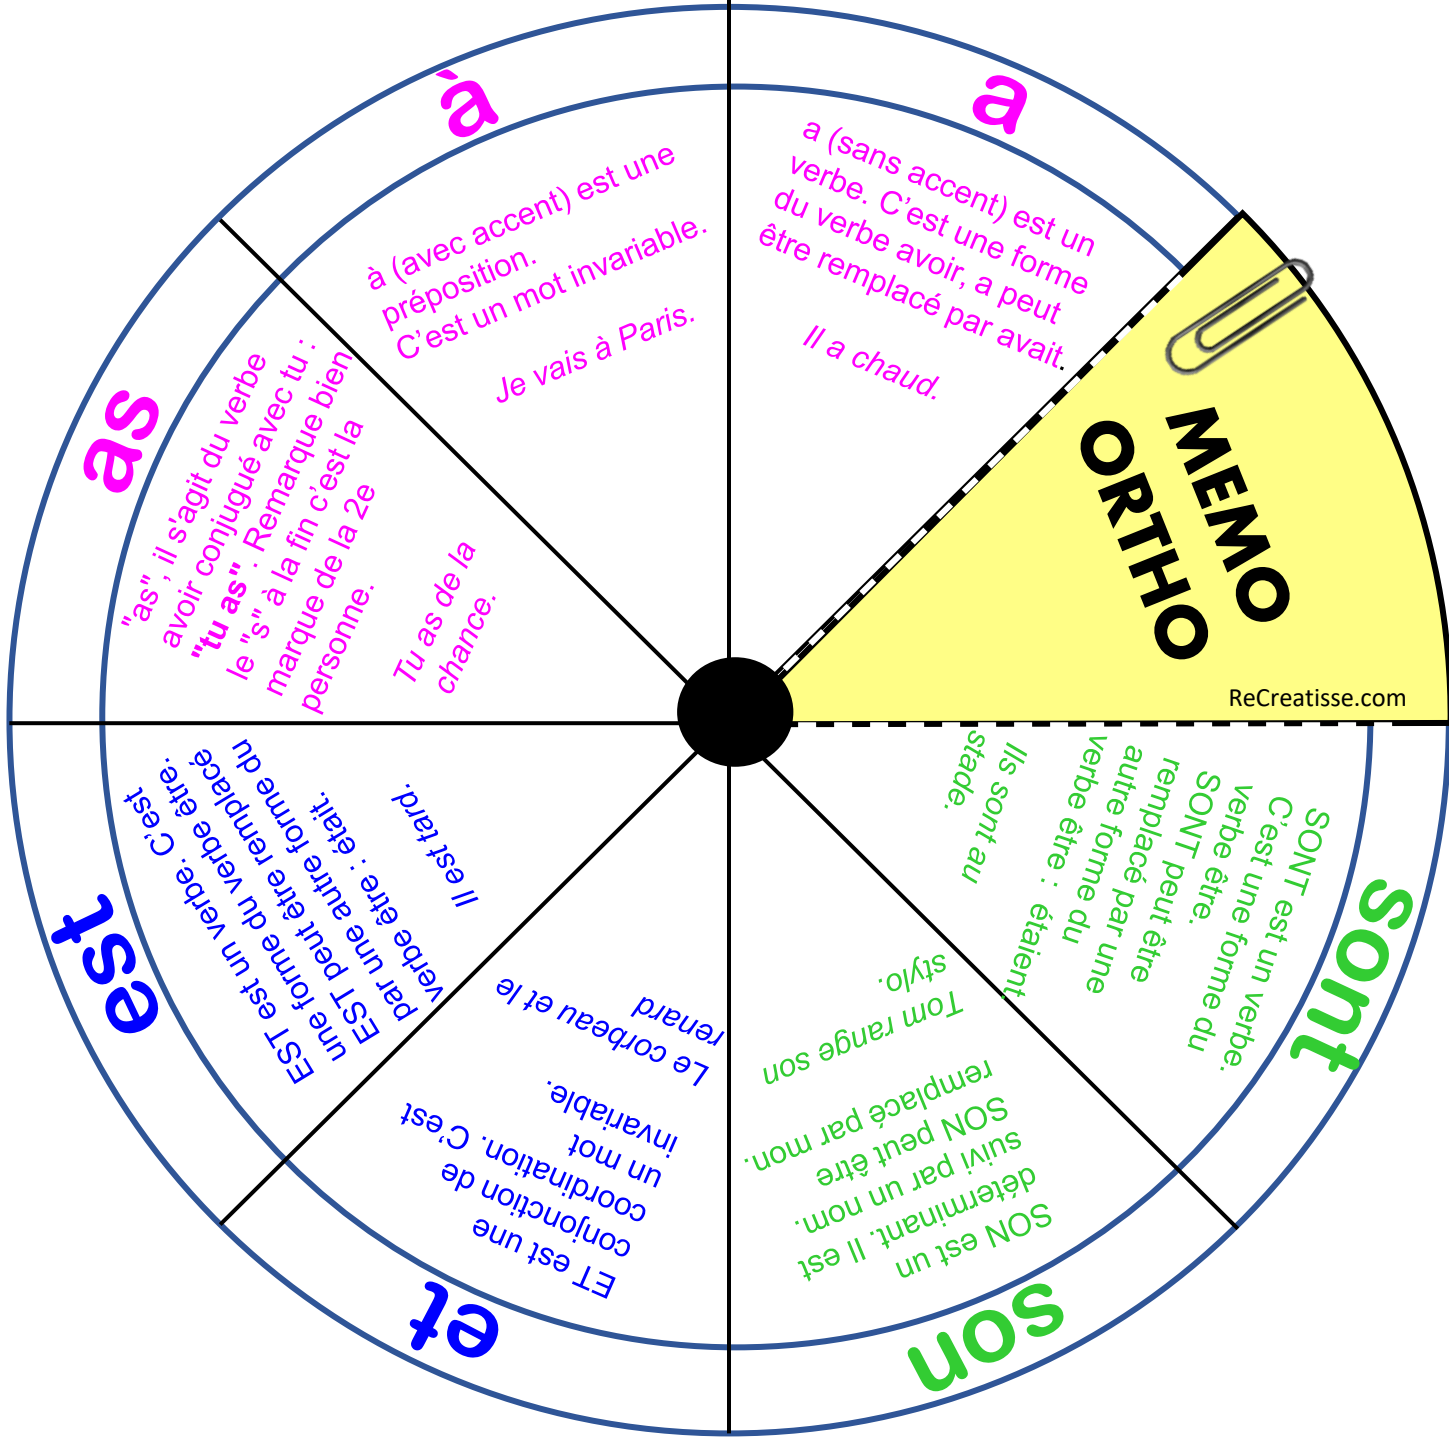 MEMO
ORTHO
ReCreatisse.com
a
a (sans accent) est un
verbe. C'est une forme
du verbe avoir, a peut
être remplacé par avait.
Il a chaud.
à
à (avec accent) est une
préposition.
C'est un mot invariable.
Je vais à Paris.
as
"as", il s'agit du verbe
avoir conjugué avec tu :
"tu as". Remarque bien
le "s" à la fin c'est la
marque de la 2e
personne.
Tu as de la
chance.
est
EST est un verbe. C'est
une forme du verbe être.
EST peut être remplacé
par une autre forme du
verbe être : était.
Il est tard.
et
ET est une
conjonction de
coordination. C'est
un mot
invariable.
Le corbeau et le
renard
son
SON est un
déterminant. Il est
suivi par un nom.
SON peut être
remplacé par mon.
Tom range son
stylo.
sont
SONT est un verbe.
C'est une forme du
verbe être.
SONT peut être
remplacé par une
autre forme du
verbe être : étaient
Ils sont au
stade.